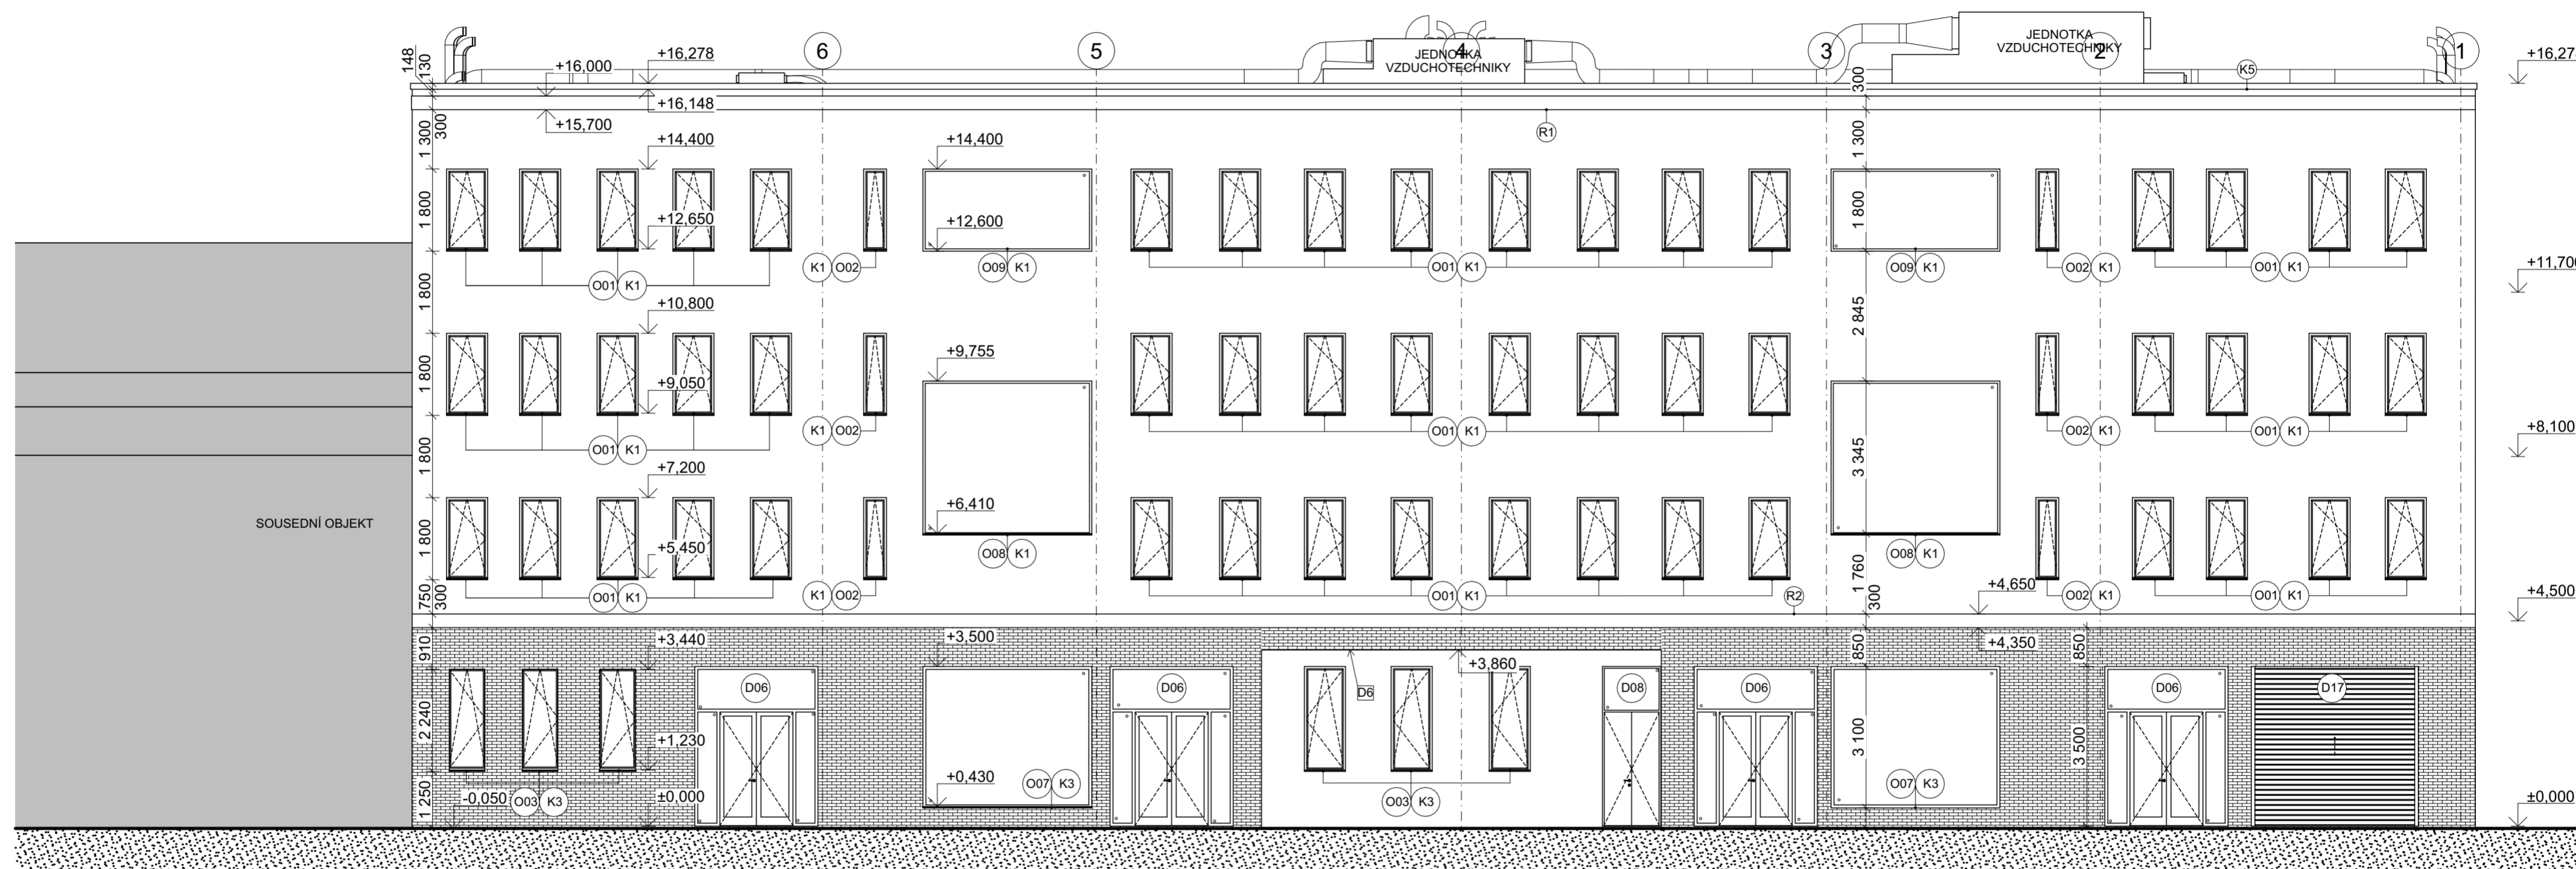 6
5
4
3
2
1
JEDNOTKA
VZDUCHOTECHNIKY
JEDNOTKA
VZDUCHOTECHNIKY
148
130
+16,000
+16,278
300
K5
+16,27
+16,148
+15,700
R1
1 300
300
+14,400
+14,400
1 300
1 800
+12,650
+12,600
1 800
O01 K1
K1 O02
O09 K1
O01 K1
O09 K1
O02 K1
O01 K1
+11,700
1 800
+10,800
2 845
+9,755
1 800
+9,050
O01 K1
K1 O02
O01 K1
O02 K1
O01 K1
+8,100
1 800
+7,200
3 345
+6,410
SOUSEDNÍ OBJEKT
1 800
+5,450
O08 K1
O08 K1
750
300
O01 K1
K1 O02
O01 K1
R2
1 760
300
+4,650
O02 K1
O01 K1
+4,500
910
+3,440
+3,500
+3,860
850
+4,350
850
D6
D06
D06
D08
D06
D06
D17
2 240
+1,230
3 100
3 500
+0,430
O07 K3
O07 K3
1 250
-0,050
O03 K3
±0,000
O03 K3
±0,000